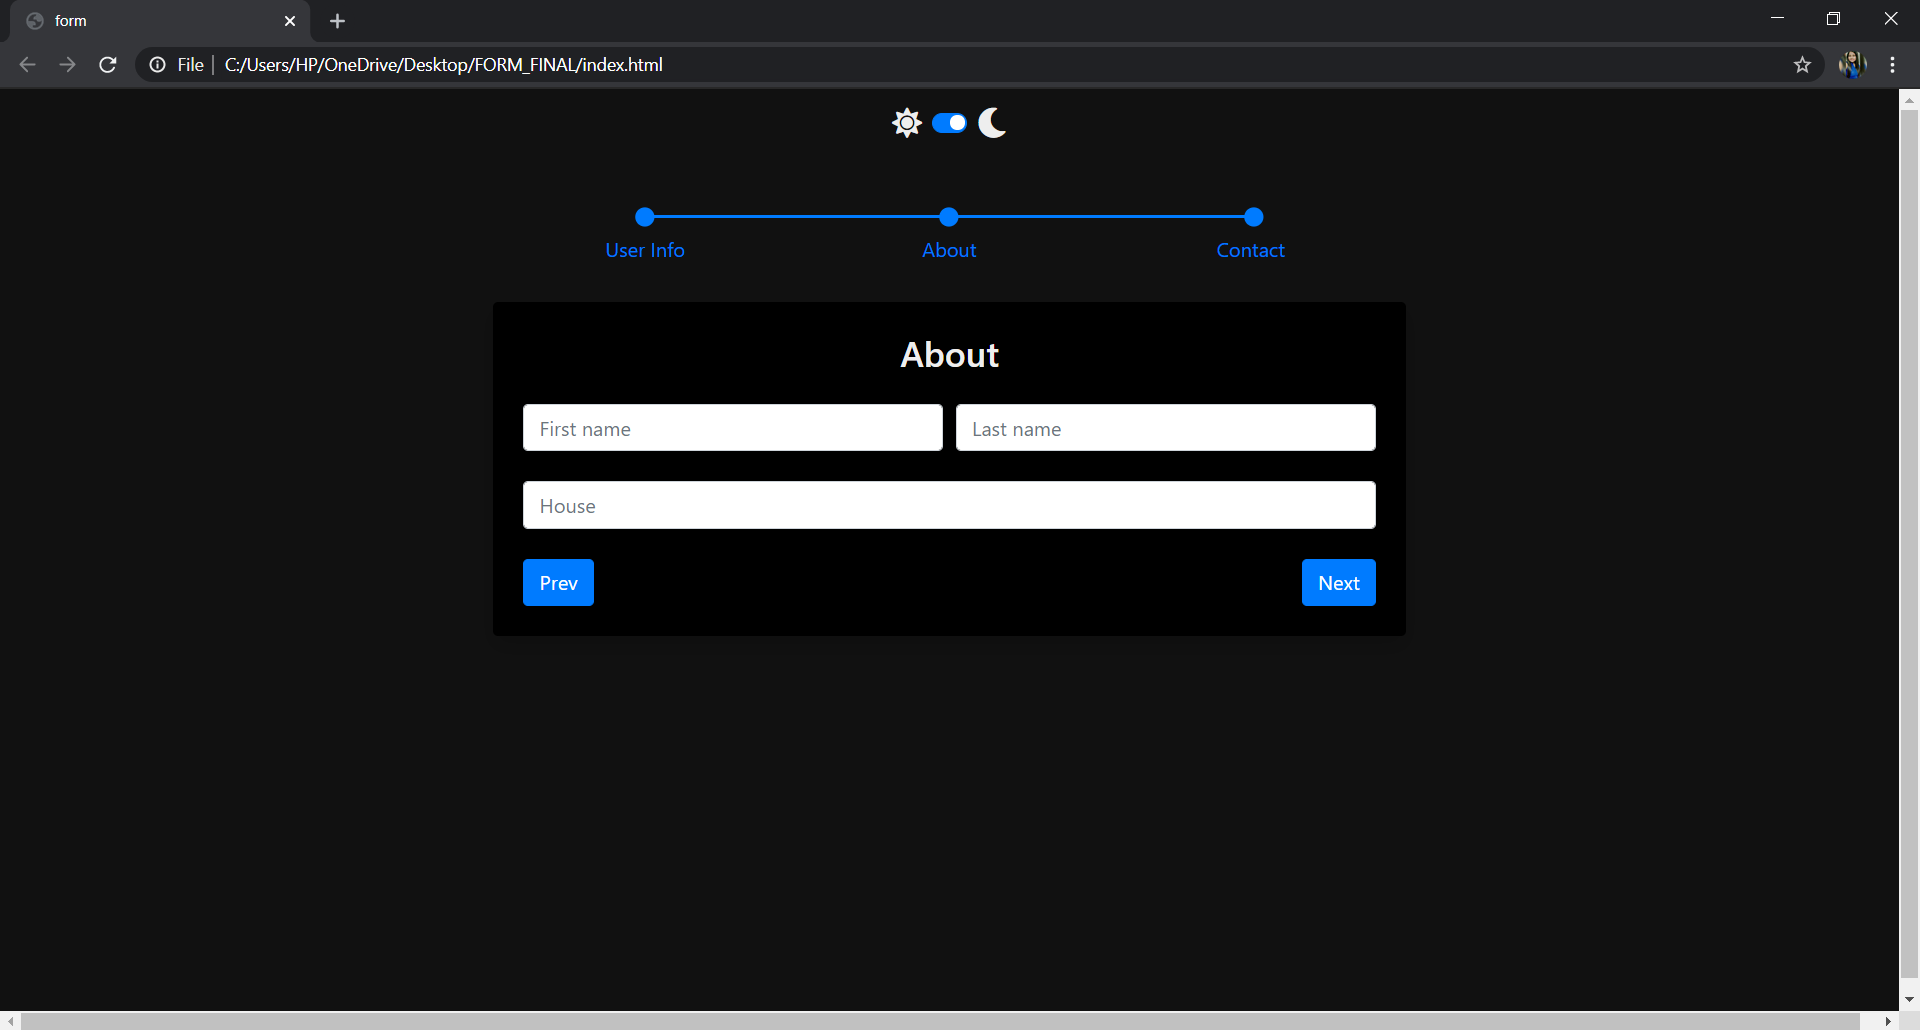 form
File C:/Users/HP/OneDrive/Desktop/FORM_FINAL/index.html
User Info About Contact
About
First name Last name
House
Prev Next